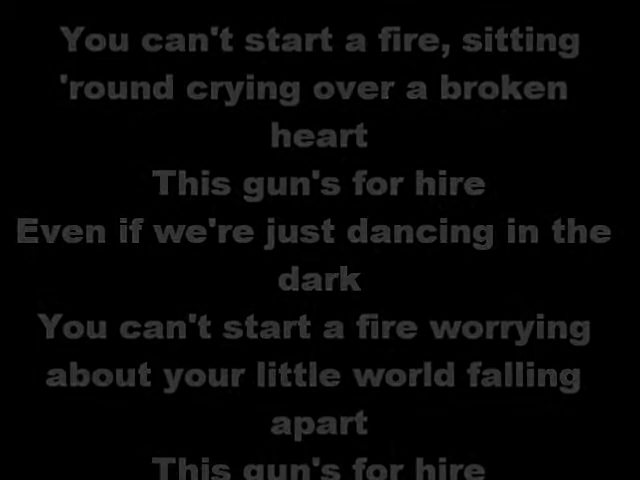 You can't start a fire, sitting
'round crying over a broken
heart
This gun's for hire
Even if we're just dancing in the
dark
You can't start a fire worrying
about your little world falling
apart
This gun's for hire